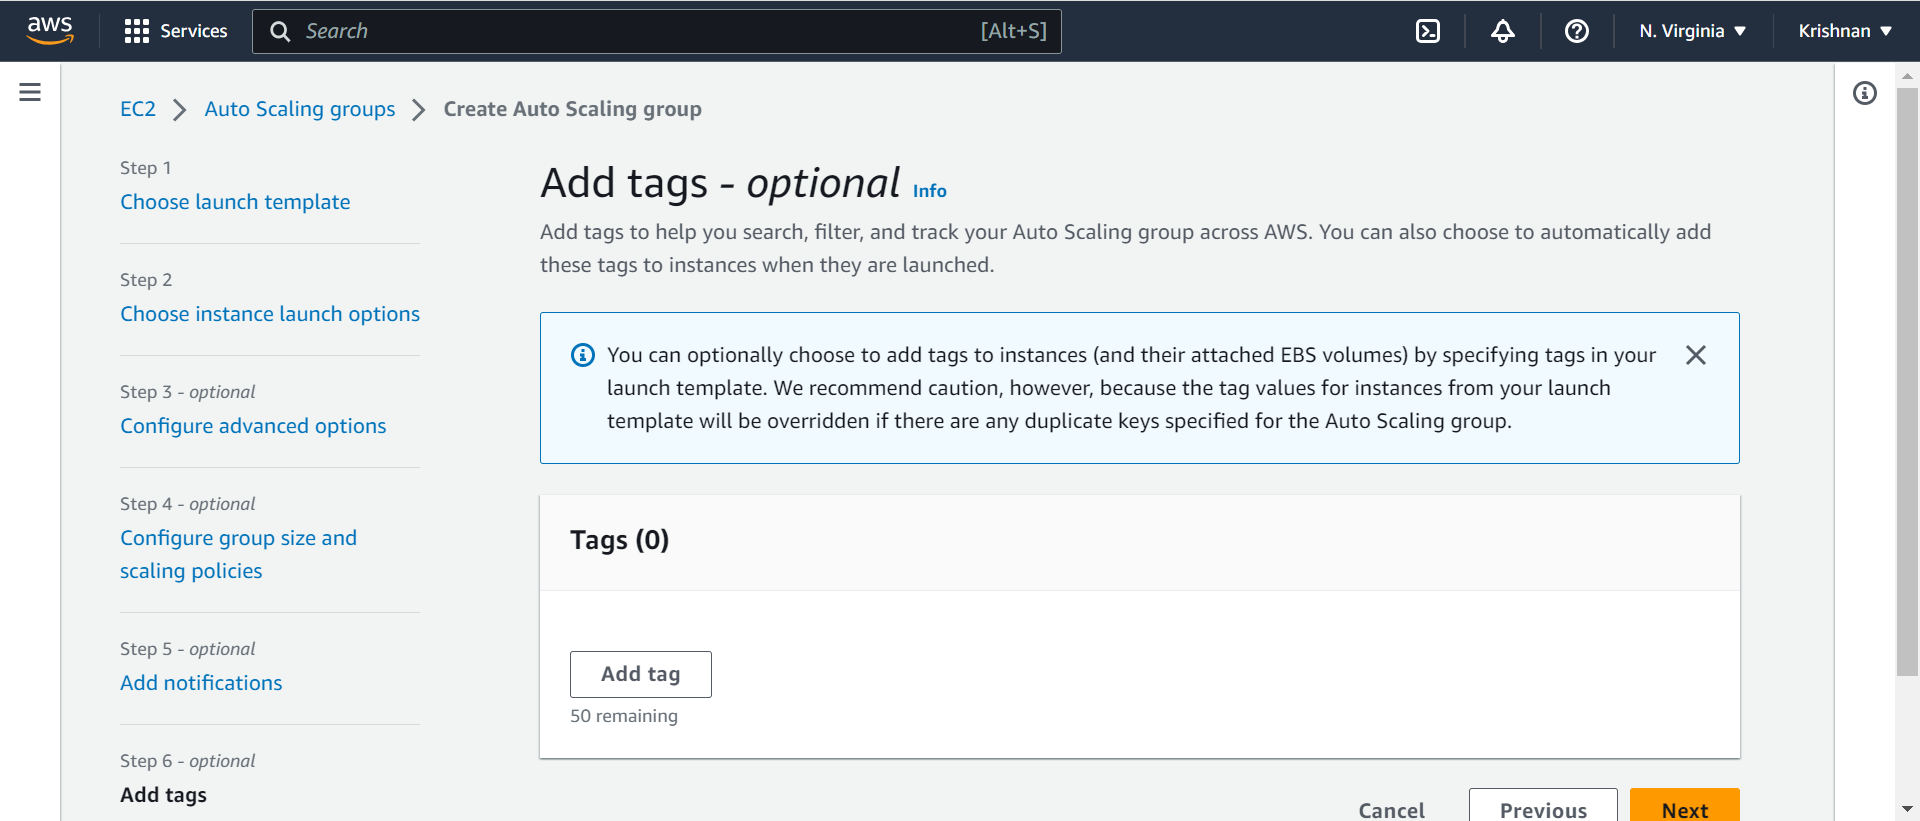 aws
Services
Search
[Alt+S]
N. Virginia
Krishnan
EC2
Auto Scaling groups
Create Auto Scaling group
Step 1
Choose launch template
Step 2
Choose instance launch options
Step 3 - optional
Configure advanced options
Step 4 - optional
Configure group size and
scaling policies
Step 5 - optional
Add notifications
Step 6 - optional
Add tags
Add tags - optional Info
Add tags to help you search, filter, and track your Auto Scaling group across AWS. You can also choose to automatically add
these tags to instances when they are launched.
You can optionally choose to add tags to instances (and their attached EBS volumes) by specifying tags in your
launch template. We recommend caution, however, because the tag values for instances from your launch
template will be overridden if there are any duplicate keys specified for the Auto Scaling group.
Tags (0)
Add tag
50 remaining
Cancel
Previous
Next